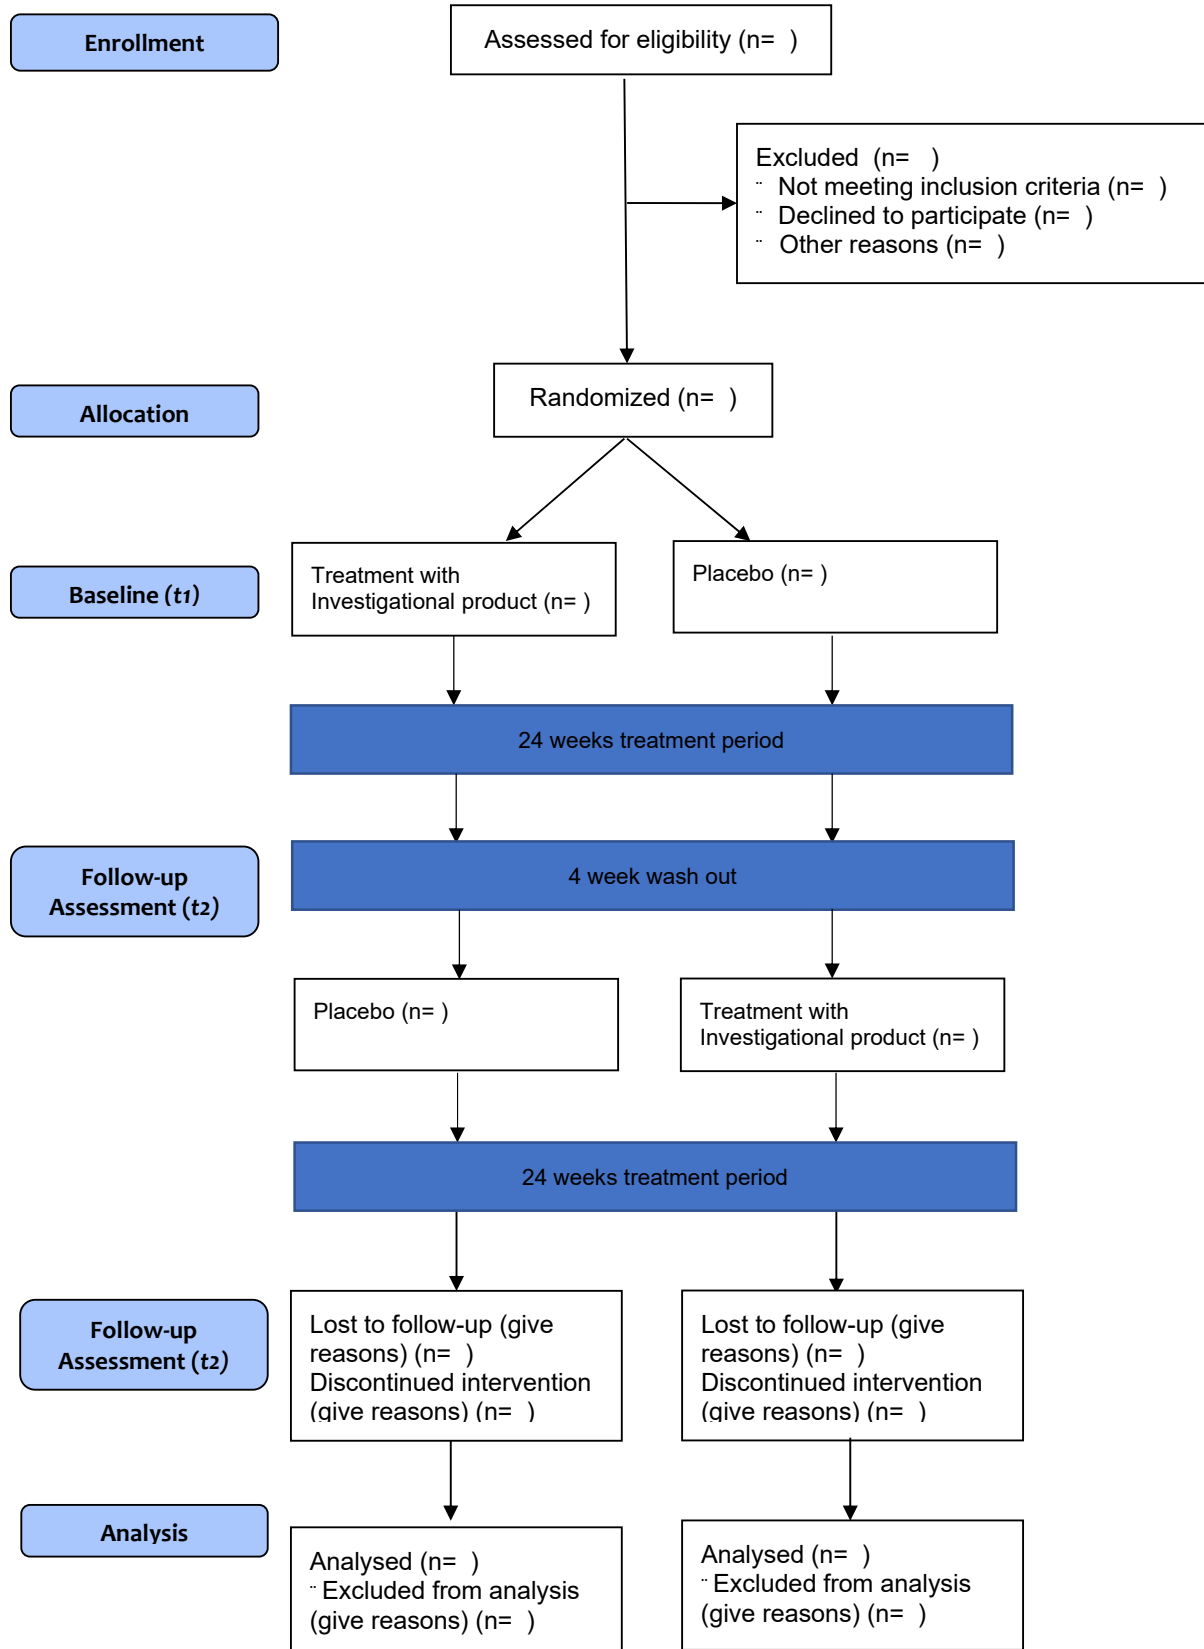 Enrollment
Assessed for eligibility (n=  )
Excluded  (n=   )
¨  Not meeting inclusion criteria (n=  )
¨  Declined to participate (n=  )
¨  Other reasons (n=  )
Allocation
Randomized (n=  )
Baseline (t1)
Treatment with
Investigational product (n= )
Placebo (n= )
24 weeks treatment period
Follow-up
Assessment (t2)
4 week wash out
Placebo (n= )
Treatment with
Investigational product (n= )
24 weeks treatment period
Follow-up
Assessment (t2)
Lost to follow-up (give
reasons) (n=  )
Discontinued intervention
(give reasons) (n=  )
Lost to follow-up (give
reasons) (n=  )
Discontinued intervention
(give reasons) (n=  )
Analysis
Analysed (n=  )
¨ Excluded from analysis
(give reasons) (n=  )
Analysed (n=  )
¨ Excluded from analysis
(give reasons) (n=  )